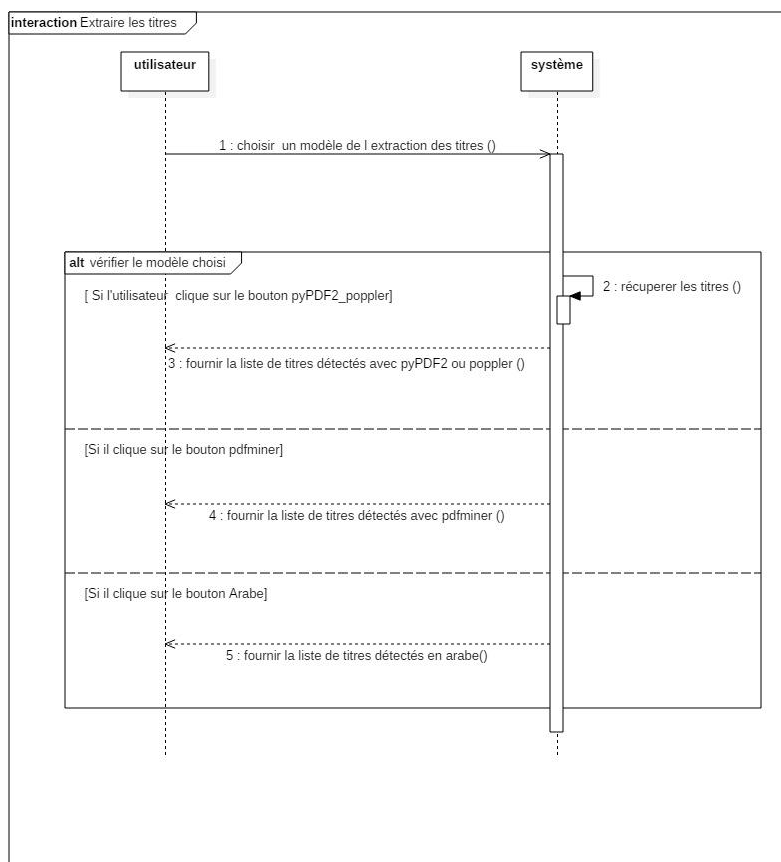 interaction Extraire les titres
utilisateur
système
1 : choisir un modèle de l extraction des titres ()
alt vérifier le modèle choisi
2 : récuperer les titres ()
[ Si l'utilisateur clique sur le bouton pyPDF2_poppler]
3 : fournir la liste de titres détectés avec pyPDF2 ou poppler ()
[Si il clique sur le bouton pdfminer]
4 : fournir la liste de titres détectés avec pdfminer ()
[Si il clique sur le bouton Arabe]
5 : fournir la liste de titres détectés en arabe()